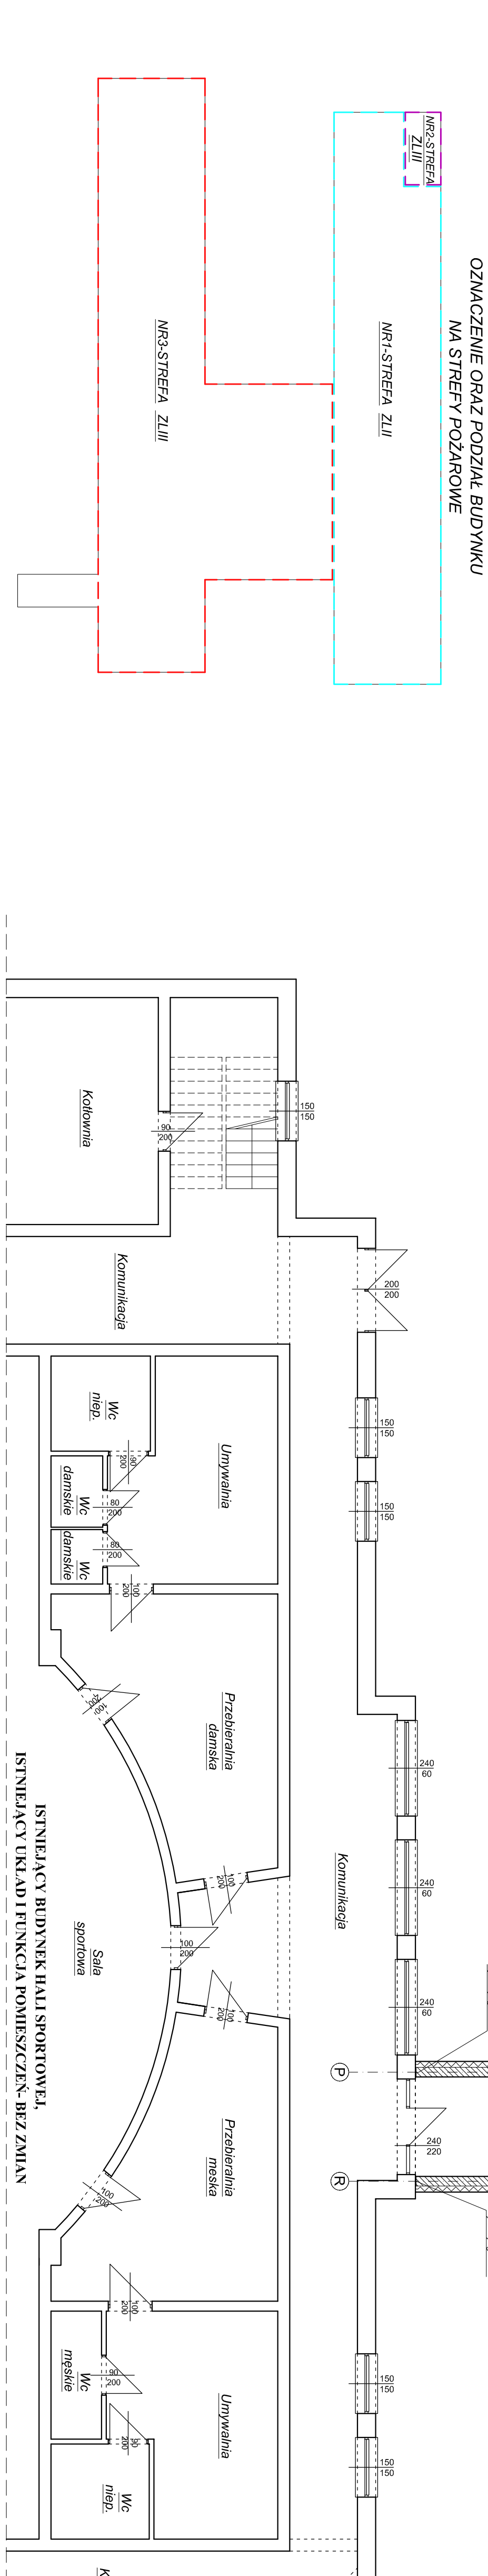 OZNACZENIE ORAZ PODZIAŁ BUDYNKU
NA STREFY POŻAROWE
NR2-STREFA
ZLIII
NR1-STREFA ZLII
NR3-STREFA ZLIII
150
150
90
200
Kotłownia
Komunikacja
200
200
150
150
150
150
Wc
niep.
90
200
Umywalnia
Wc
damskie
80
200
Wc
damskie
80
200
100
200
100
200
Przebieralnia
damska
240
60
240
60
240
60
100
200
Komunikacja
100
200
Sala
sportowa
100
200
P
240
220
R
Przebieralnia
meska
100
200
100
200
ISTNIEJĄCY BUDYNEK HALI SPORTOWEJ,
ISTNIEJĄCY UKŁAD I FUNKCJA POMIESZCZEŃ- BEZ ZMIAN
Wc
męskie
90
200
Umywalnia
90
200
Wc
niep.
150
150
150
150
K